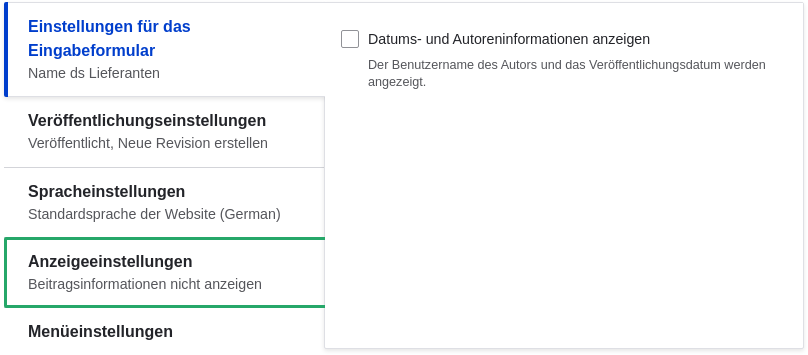 Einstellungen für das
Eingabeformular
Name ds Lieferanten
Veröffentlichungseinstellungen
Veröffentlicht, Neue Revision erstellen
Spracheinstellungen
Standardsprache der Website (German)
Anzeigeeinstellungen
Beitragsinformationen nicht anzeigen
Menüeinstellungen
Datums- und Autoreninformationen anzeigen
Der Benutzername des Autors und das Veröffentlichungsdatum werden
angezeigt.